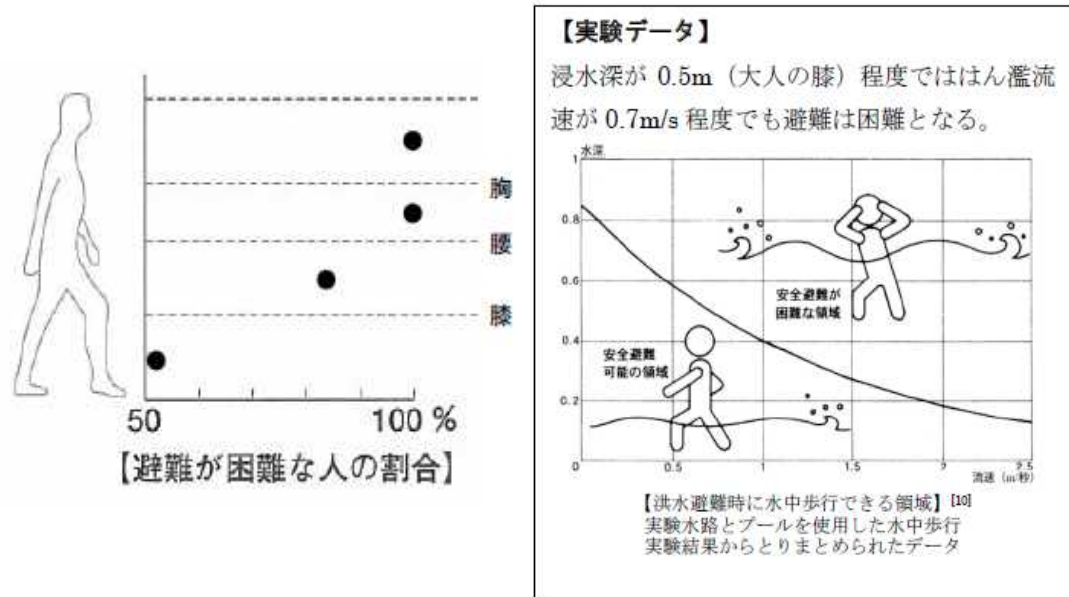 胸
腰
膝
50
100 %
【避難が困難な人の割合】
【実験データ】
浸水深が 0.5m（大人の膝）程度でははん濫流
速が 0.7m/s 程度でも避難は困難となる。
水深
1
0.8
0.6
0.4
0.2
0
安全避難が
困難な領域
安全避難
可能の領域
0.5
1
1.5
2
2.5
流速（m/秒）
【洪水避難時に水中歩行できる領域】[10]
実験水路とプールを使用した水中歩行
実験結果からとりまとめられたデータ